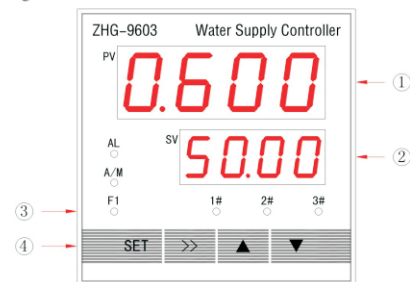 ZHG-9603 Water Supply Controller
PV 0.600 ①
AL SV 50.00 ②
A/M
③ F1 1# 2# 3#
④ SET >> ▲ ▼